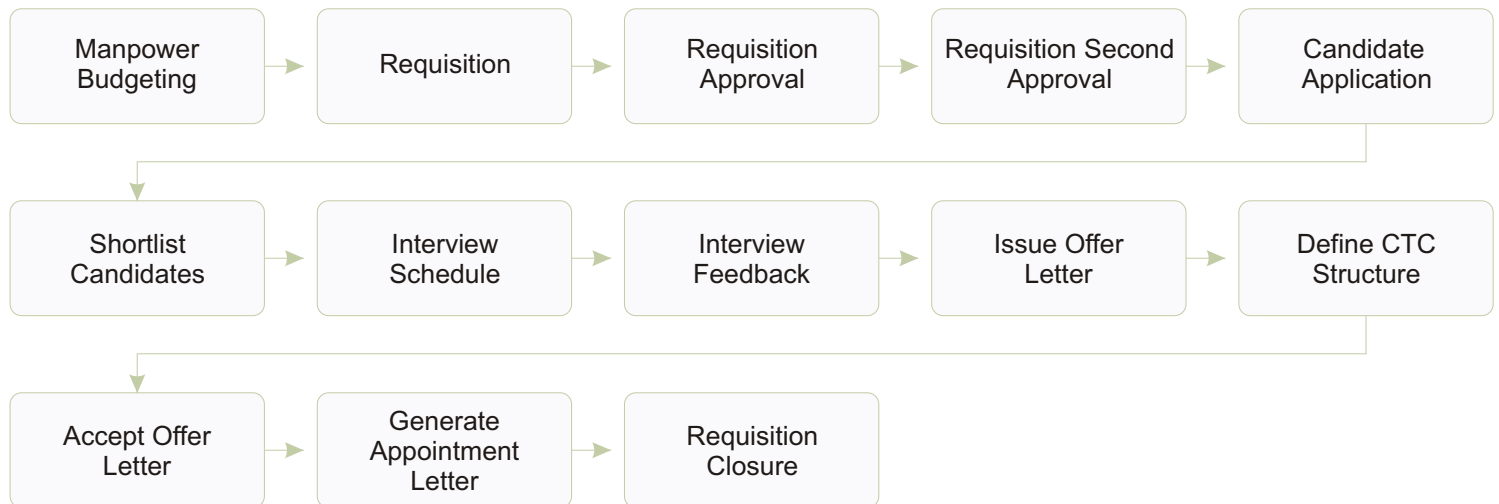 Manpower
Budgeting
Requisition
Requisition
Approval
Requisition Second
Approval
Candidate
Application
Shortlist
Candidates
Interview
Schedule
Interview
Feedback
Issue Offer
Letter
Define CTC
Structure
Accept Offer
Letter
Generate
Appointment
Letter
Requisition
Closure